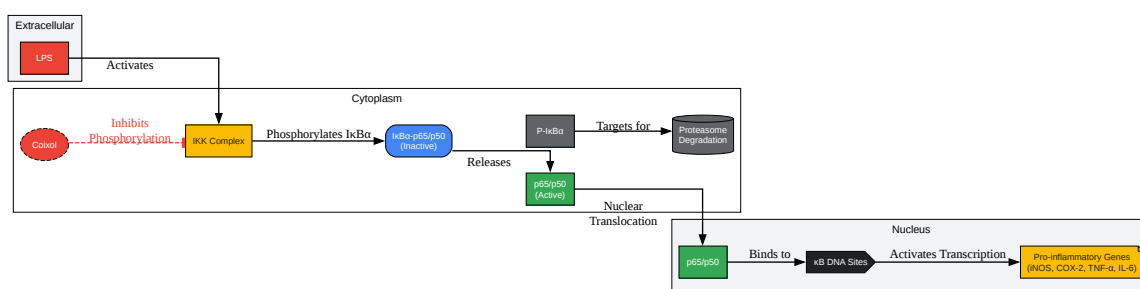 Extracellular
LPS
Activates
Cytoplasm
Coixol
Inhibits
Phosphorylation
IKK Complex
Phosphorylates IκBα
IκBα-p65/p50
(Inactive)
Releases
P-IκBα
Targets for
Proteasome
Degradation
p65/p50
(Active)
Nuclear
Translocation
Nucleus
p65/p50
Binds to
κB DNA Sites
Activates Transcription
Pro-inflammatory Genes
(iNOS, COX-2, TNF-α, IL-6)